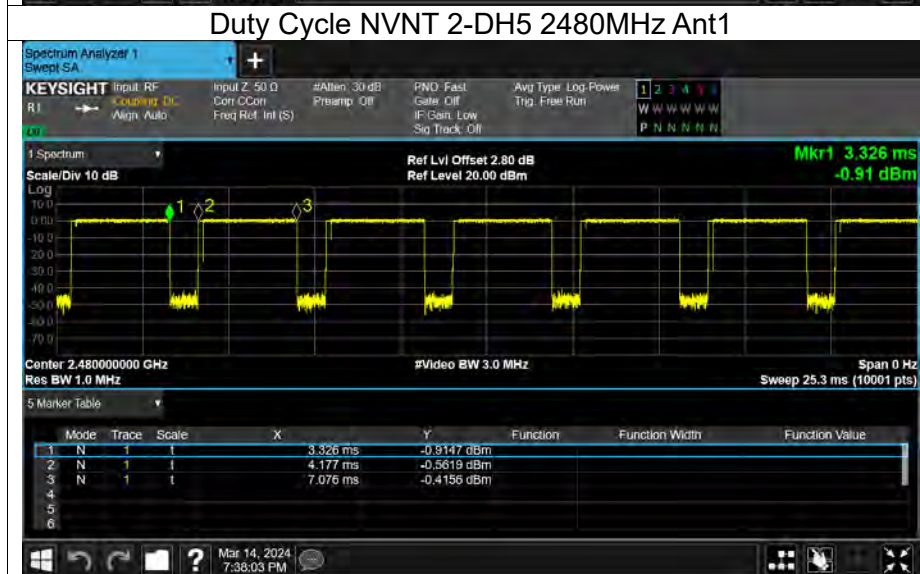 Duty Cycle NVNT 2-DH5 2480MHz Ant1
Spectrum Analyzer 1
Swept SA
+
KEYSIGHT Input: RF Input Z: 50 Ω #Atten: 30 dB PNO: Fast Avg Type: Log-Power 1 2 3 4 5 6
Coupling: DC Corr CCorr Preamp: Off Gate: Off Trig: Free Run W W W W W W
Align: Auto Freq Ref: Int (S) IF Gain: Low
Sig Track: Off P N N N N N
1 Spectrum Ref Lvl Offset 2.80 dB Mkr1 3.326 ms
Scale/Div 10 dB Ref Level 20.00 dBm -0.91 dBm
Log
10.0
0.00
-10.0
-20.0
-30.0
-40.0
-50.0
-60.0
-70.0
1 2 3
Center 2.480000000 GHz #Video BW 3.0 MHz Span 0 Hz
Res BW 1.0 MHz Sweep 25.3 ms (10001 pts)
5 Marker Table
Mode Trace Scale X Y Function Function Width Function Value
1 N 1 t 3.326 ms -0.9147 dBm
2 N 1 t 4.177 ms -0.5619 dBm
3 N 1 t 7.076 ms -0.4156 dBm
4
5
6
? Mar 14, 2024
7:38:03 PM